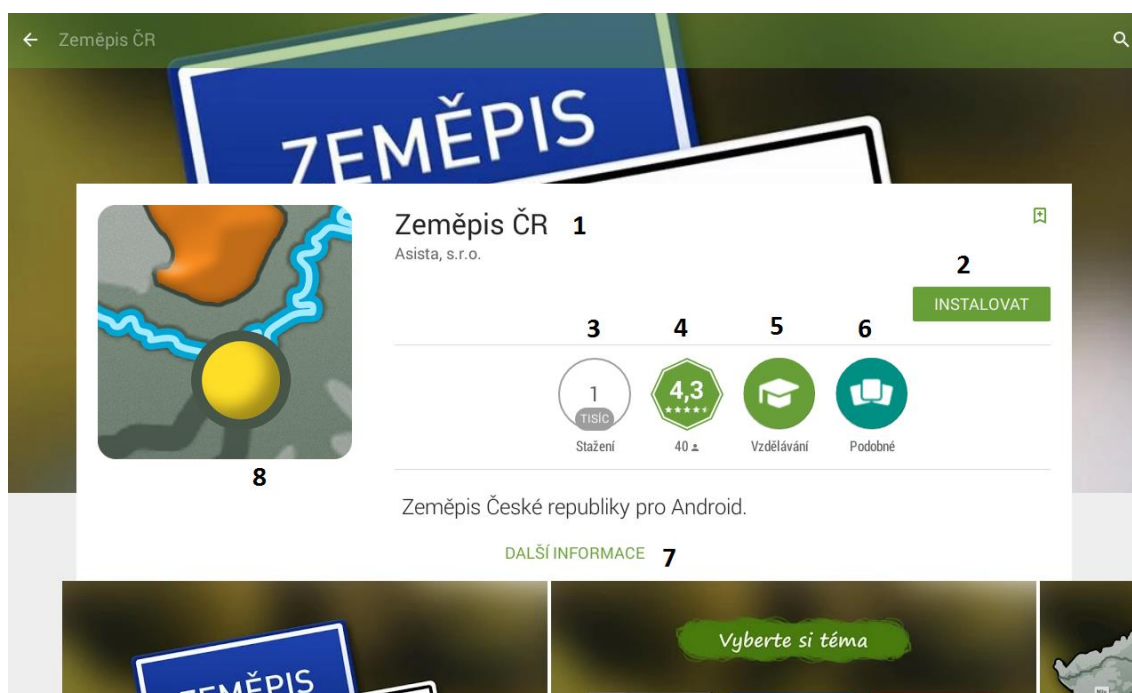 Zeměpis ČR
ZEMĚPIS
Zeměpis ČR 1
Asista, s.r.o.
2
INSTALOVAT
3 4 5 6
1 TISÍC
4,3
Stažení 40 Vzdělávání Podobné
8
Zeměpis České republiky pro Android.
DALŠÍ INFORMACE 7
ZEMĚPIS
Vyberte si téma